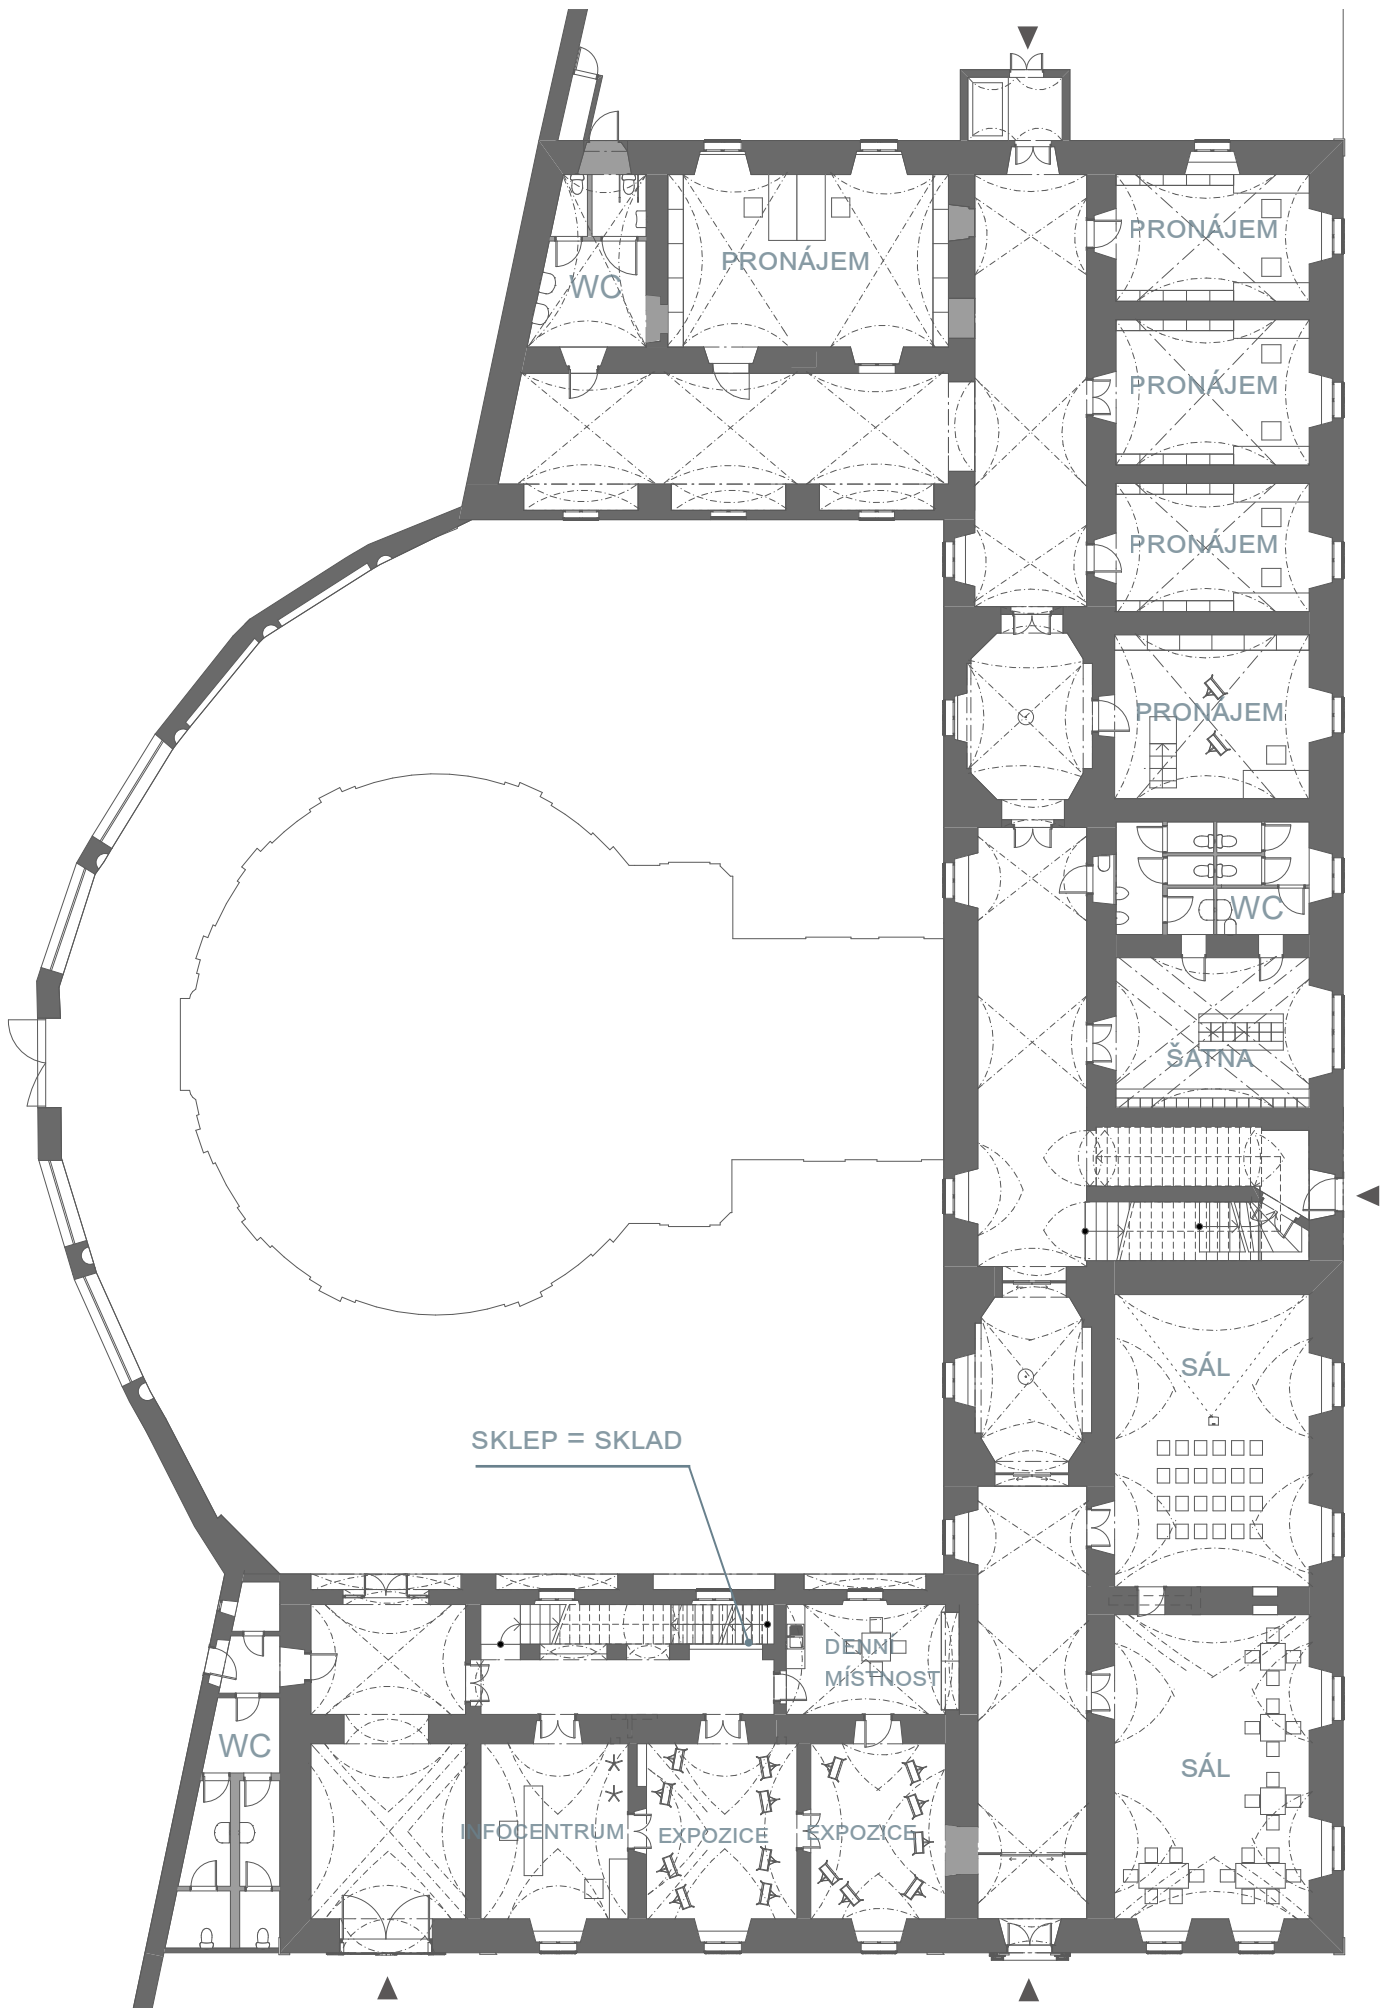 PRONÁJEM
PRONÁJEM
WC
PRONÁJEM
PRONÁJEM
PRONÁJEM
WC
ŠATNA
SÁL
SKLEP = SKLAD
DENNÍ
MÍSTNOST
WC
SÁL
INFOCENTRUM
EXPOZICE
EXPOZICE